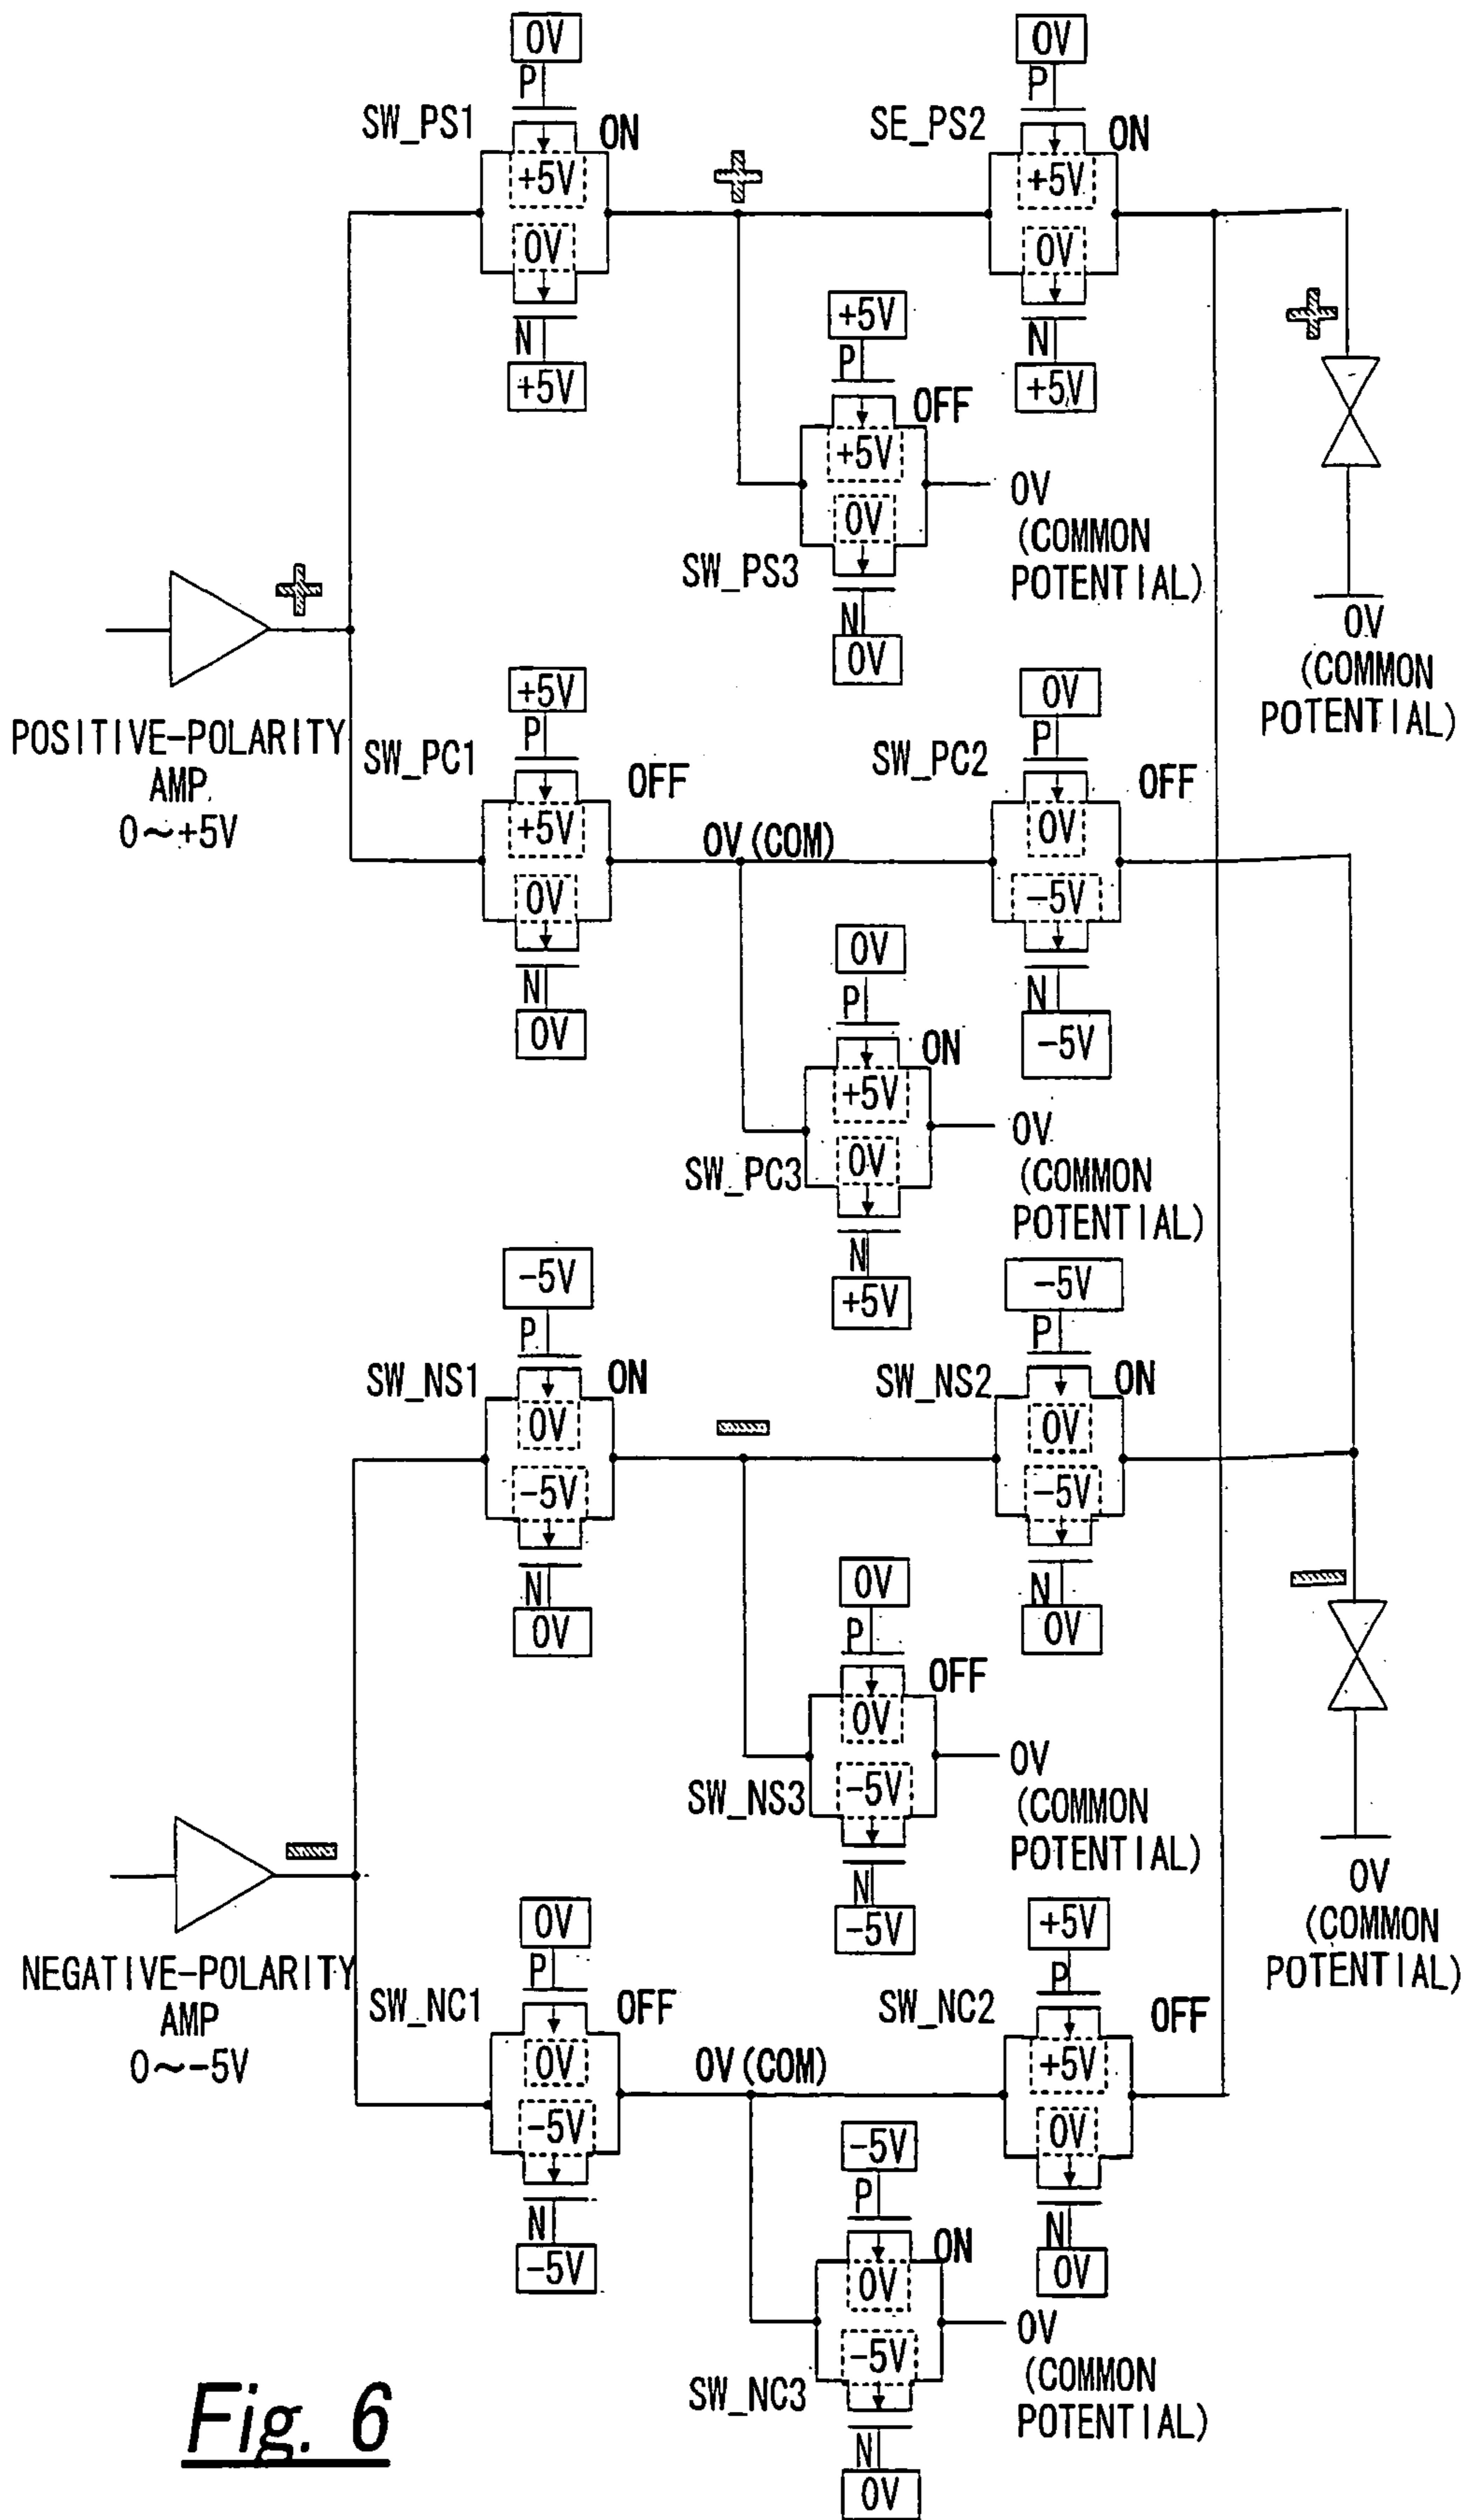 0V
P
SW_PS1
ON
+5V
0V
N
+5V
0V
P
SE_PS2
ON
+5V
0V
N
+5V
+5V
P
OFF
+5V
0V
SW_PS3
N
0V
0V
(COMMON
POTENTIAL)
0V
(COMMON
POTENTIAL)
POSITIVE-POLARITY
AMP.
0～+5V
+5V
P
SW_PC1
OFF
+5V
0V
N
0V
0V(COM)
0V
P
SW_PC2
OFF
0V
-5V
N
-5V
0V
P
ON
+5V
0V
SW_PC3
N
+5V
0V
(COMMON
POTENTIAL)
-5V
P
SW_NS1
ON
0V
-5V
N
0V
-5V
P
SW_NS2
ON
0V
-5V
N
0V
0V
P
OFF
0V
-5V
SW_NS3
N
-5V
0V
(COMMON
POTENTIAL)
0V
(COMMON
POTENTIAL)
NEGATIVE-POLARITY
AMP
0～-5V
0V
P
SW_NC1
OFF
0V
-5V
N
-5V
0V(COM)
+5V
P
SW_NC2
OFF
+5V
0V
N
0V
-5V
P
ON
0V
-5V
SW_NC3
N
0V
0V
(COMMON
POTENTIAL)
Fig. 6